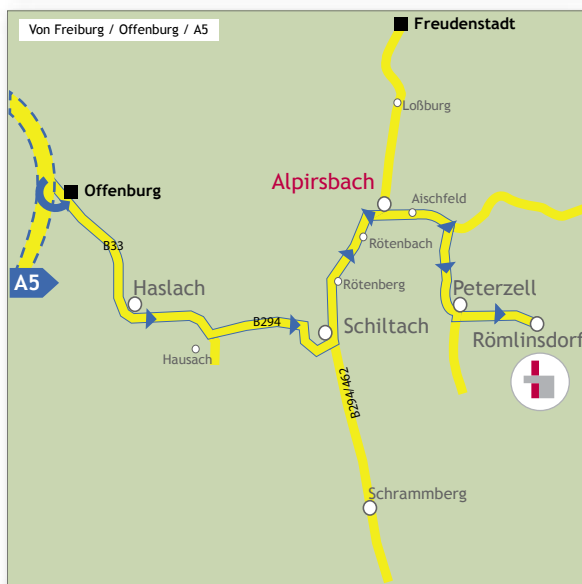 Von Freiburg / Offenburg / A5
Freudenstadt
Loßburg
Alpirsbach
Aischfeld
Offenburg
Rötenbach
B33
A5
Rötenberg
Haslach
Peterzell
B294
Schiltach
Römlinsdorf
Hausach
B294/462
Schrammberg